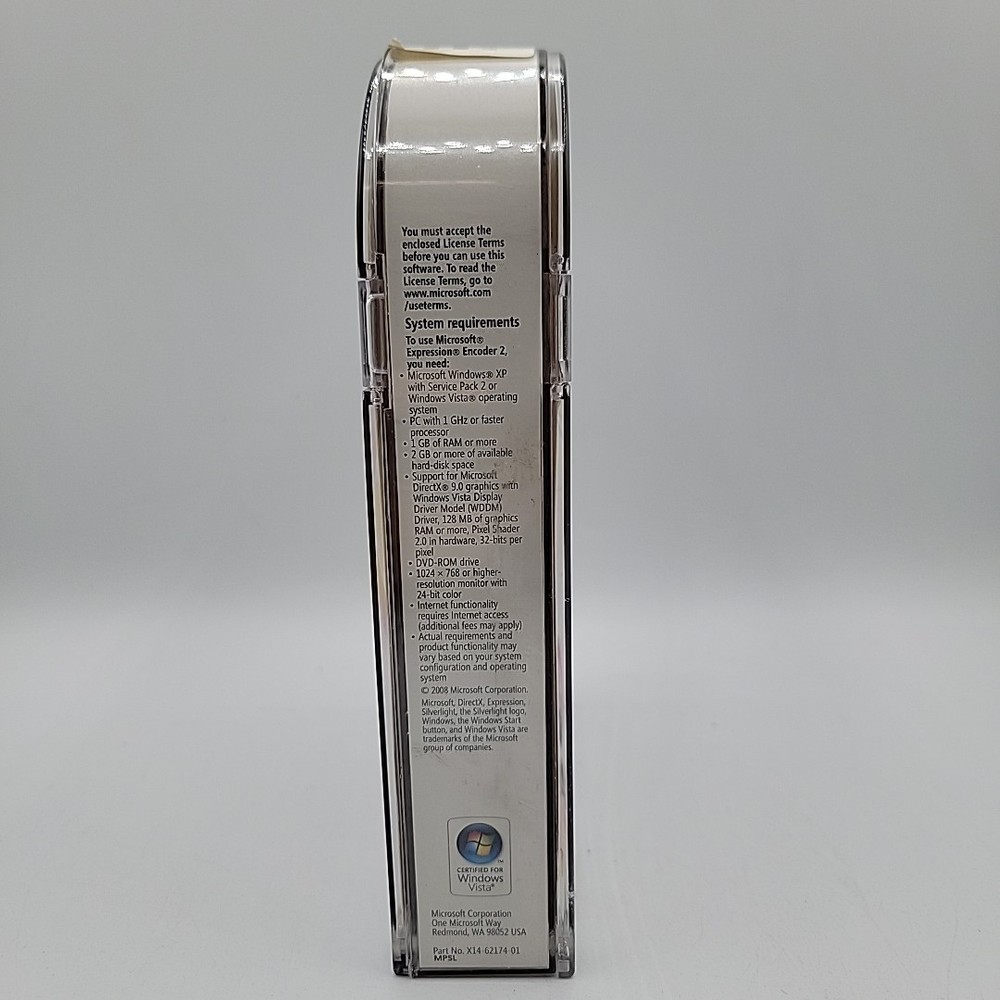 You must accept the
enclosed License Terms
before you can use this
software. To read the
License Terms, go to
www.microsoft.com
/useterms.
System requirements
To use Microsoft®
Expression® Encoder 2,
you need:
• Microsoft Windows® XP
with Service Pack 2 or
Windows Vista® operating
system
• PC with 1 GHz or faster
processor
• 1 GB of RAM or more
• 2 GB or more of available
hard-disk space
• Support for Microsoft
DirectX® 9.0 graphics with
Windows Vista Display
Driver Model (WDDM)
Driver, 128 MB of graphics
RAM or more, Pixel Shader
2.0 in hardware, 32-bits per
pixel
• DVD-ROM drive
• 1024 × 768 or higher-
resolution monitor with
24-bit color
• Internet functionality
requires Internet access
(additional fees may apply)
• Actual requirements and
product functionality may
vary based on your system
configuration and operating
system
© 2008 Microsoft Corporation.
Microsoft, DirectX, Expression,
Silverlight, the Silverlight logo,
Windows, the Windows Start
button, and Windows Vista are
trademarks of the Microsoft
group of companies.
TM
CERTIFIED FOR
Windows
Vista®
Microsoft Corporation
One Microsoft Way
Redmond, WA 98052 USA
Part No. X14-62174-01
MPSL